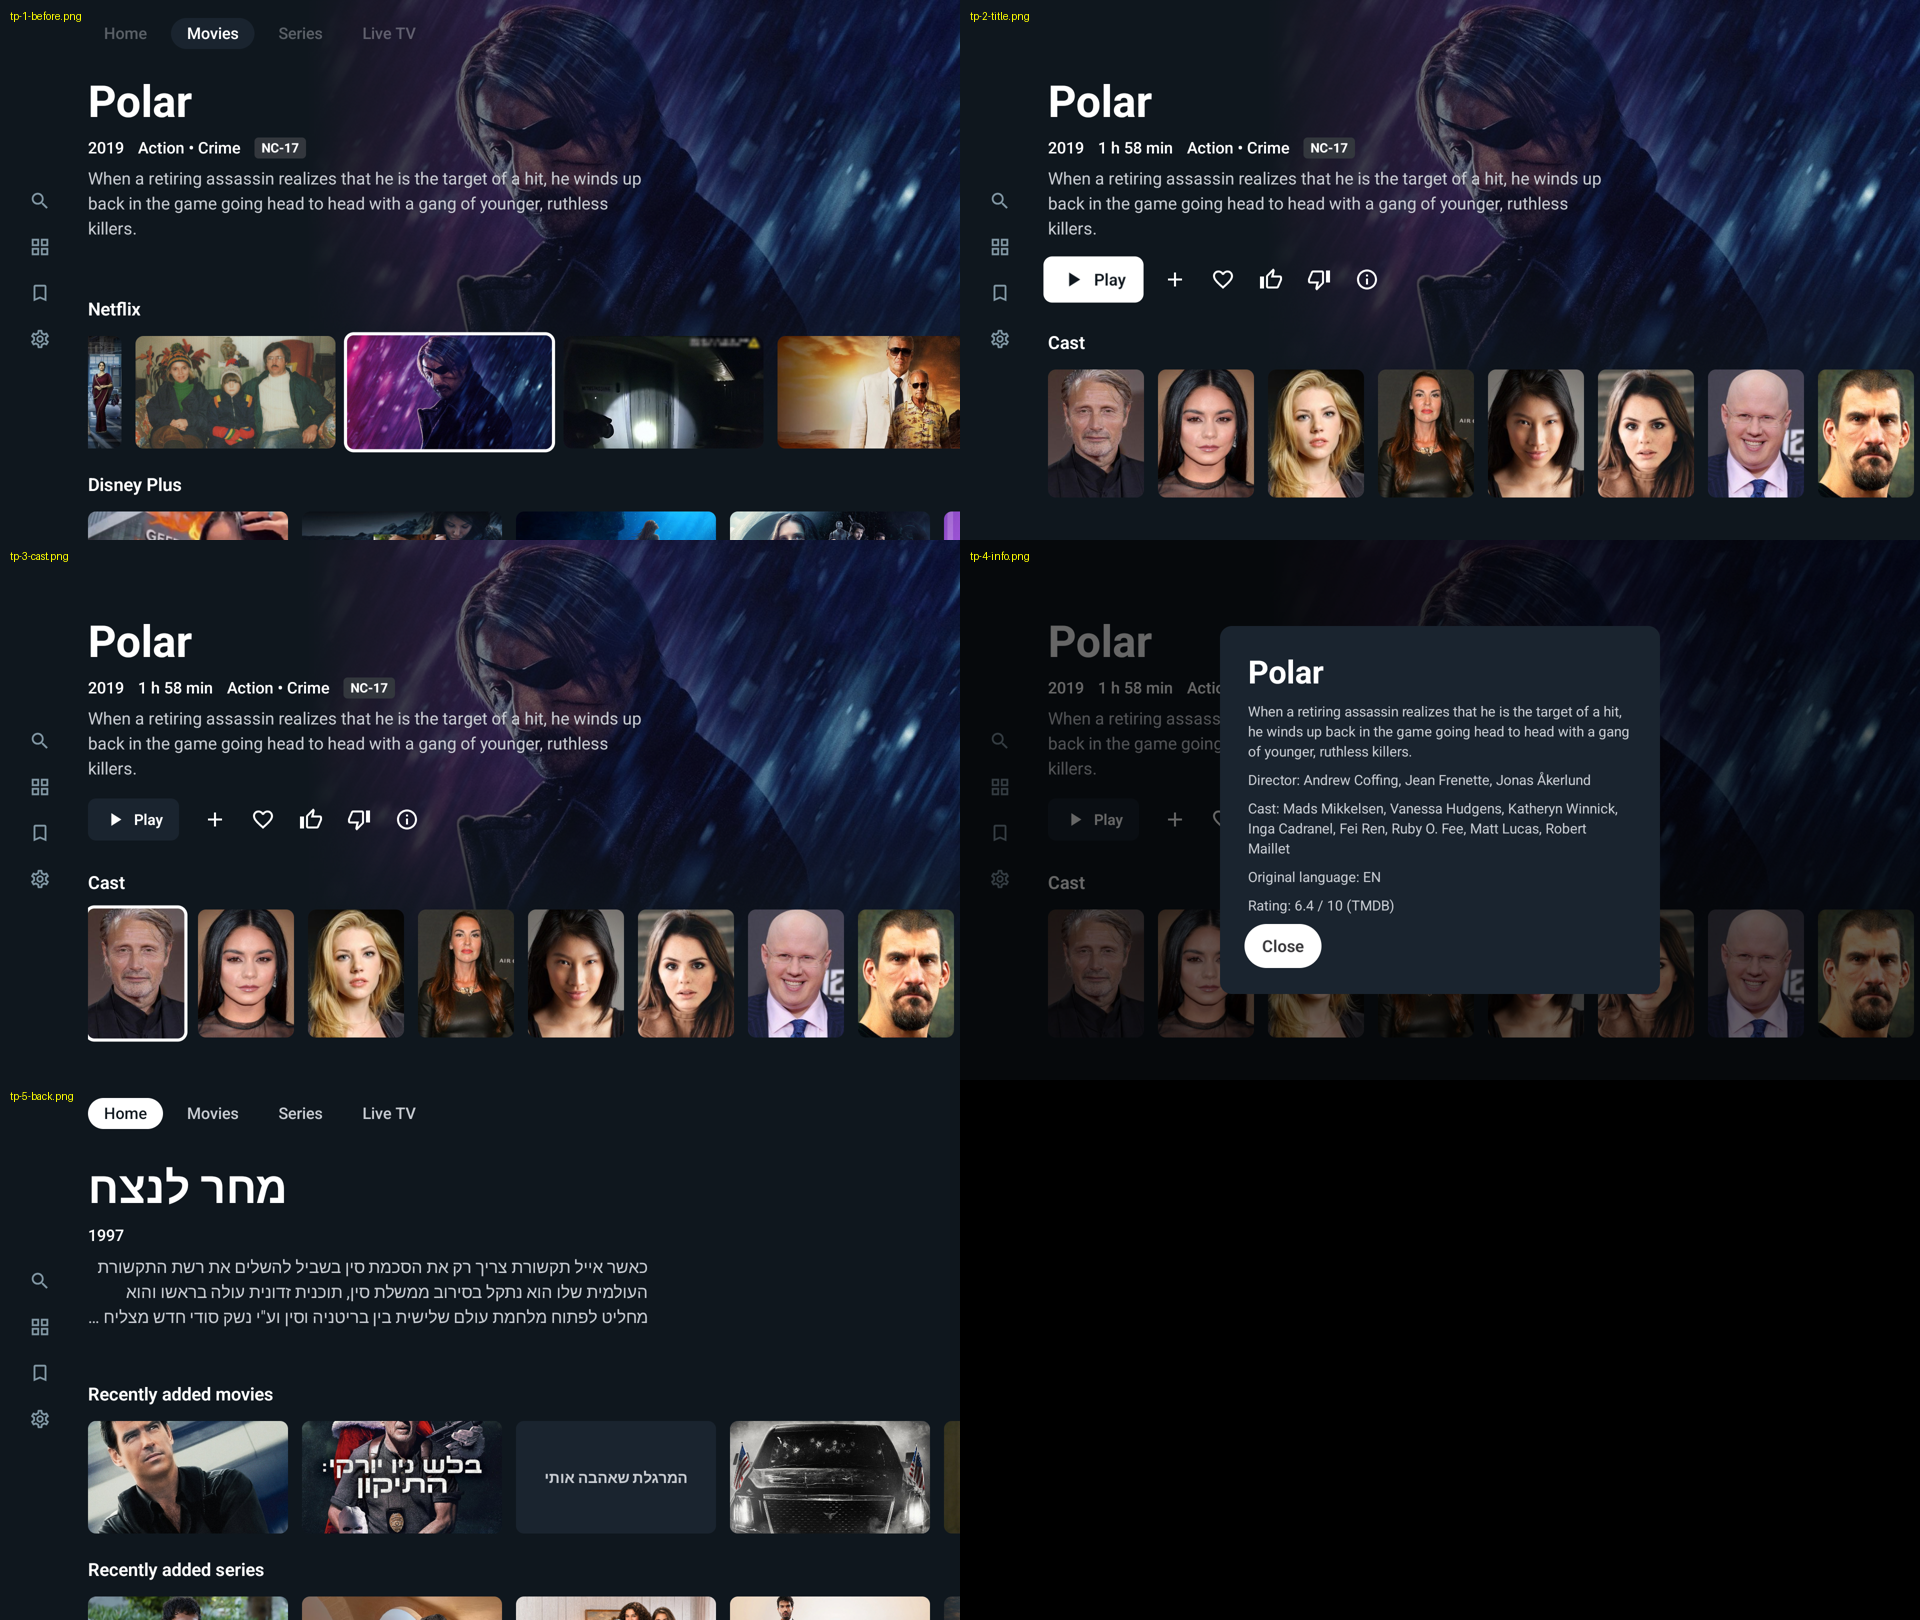 tp-1-before.png
Home Movies Series Live TV
Polar
2019 Action • Crime NC-17
When a retiring assassin realizes that he is the target of a hit, he winds up
back in the game going head to head with a gang of younger, ruthless
killers.
Netflix
Disney Plus
tp-2-title.png
Polar
2019 1 h 58 min Action • Crime NC-17
When a retiring assassin realizes that he is the target of a hit, he winds up
back in the game going head to head with a gang of younger, ruthless
killers.
Play
Cast
tp-3-cast.png
Polar
2019 1 h 58 min Action • Crime NC-17
When a retiring assassin realizes that he is the target of a hit, he winds up
back in the game going head to head with a gang of younger, ruthless
killers.
Play
Cast
tp-4-info.png
Polar
2019 1 h 58 min
When a retiring assass
back in the game going
killers.
Play
Cast
Polar
When a retiring assassin realizes that he is the target of a hit,
he winds up back in the game going head to head with a gang
of younger, ruthless killers.
Director: Andrew Coffing, Jean Frenette, Jonas Åkerlund
Cast: Mads Mikkelsen, Vanessa Hudgens, Katheryn Winnick,
Inga Cadranel, Fei Ren, Ruby O. Fee, Matt Lucas, Robert
Maillet
Original language: EN
Rating: 6.4 / 10 (TMDB)
Close
tp-5-back.png
Home Movies Series Live TV
מחר לנצח
1997
כאשר אייל תקשורת צריך רק את הסכמת סין בשביל להשלים את רשת התקשורת
העולמית שלו הוא נתקל בסירוב ממשלת סין, תוכנית זדונית עולה בראשו והוא
מחליט לפתוח מלחמת עולם שלישית בין בריטניה וסין וע"י נשק סודי חדש מצליח ...
Recently added movies
בלש ניו יורקי:
התיקון
המרגלת שאהבה אותי
Recently added series